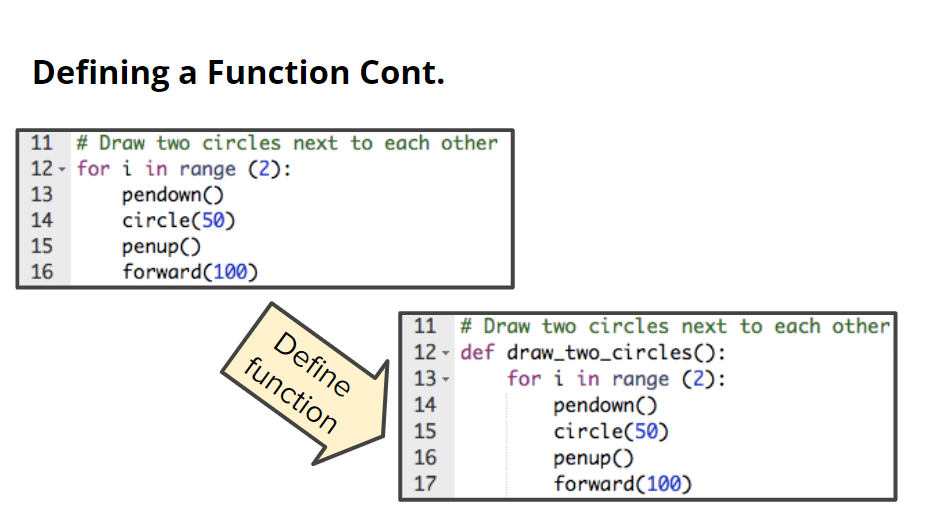 Defining a Function Cont.
11 # Draw two circles next to each other
12 for i in range (2):
13 pendown()
14 circle(50)
15 penup()
16 forward(100)
Define
function
11 # Draw two circles next to each other
12 def draw_two_circles():
13 for i in range (2):
14 pendown()
15 circle(50)
16 penup()
17 forward(100)